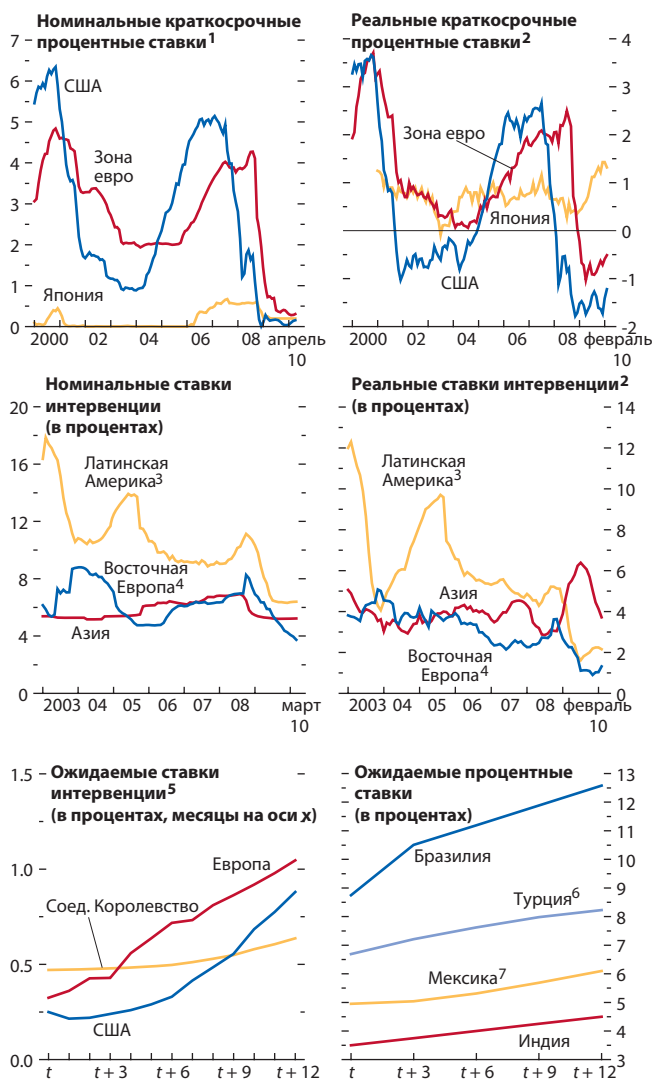 Номинальные краткосрочные
процентные ставки1
7
6
5
4
3
2
1
0
США
Зона
евро
Япония
2000 02 04 06 08 апрель
10
Реальные краткосрочные
процентные ставки2
4
3
2
1
0
-1
-2
Зона евро
Япония
США
2000 02 04 06 08 февраль
10
Номинальные ставки
интервенции
(в процентах)
20
16
12
8
4
0
Латинская
Америка3
Восточная
Европа4
Азия
2003 04 05 06 07 08 март
10
Реальные ставки интервенции2
(в процентах)
14
12
10
8
6
4
2
0
Латинская
Америка3
Азия
Восточная
Европа4
2003 04 05 06 07 08 февраль
10
Ожидаемые ставки
интервенции5
(в процентах, месяцы на оси x)
1.5
1.0
0.5
0.0
Европа
Соед. Королевство
США
t t + 3 t + 6 t + 9 t + 12
Ожидаемые процентные
ставки
(в процентах)
13
12
11
10
9
8
7
6
5
4
3
Бразилия
Турция6
Мексика7
Индия
t t + 3 t + 6 t + 9 t + 12